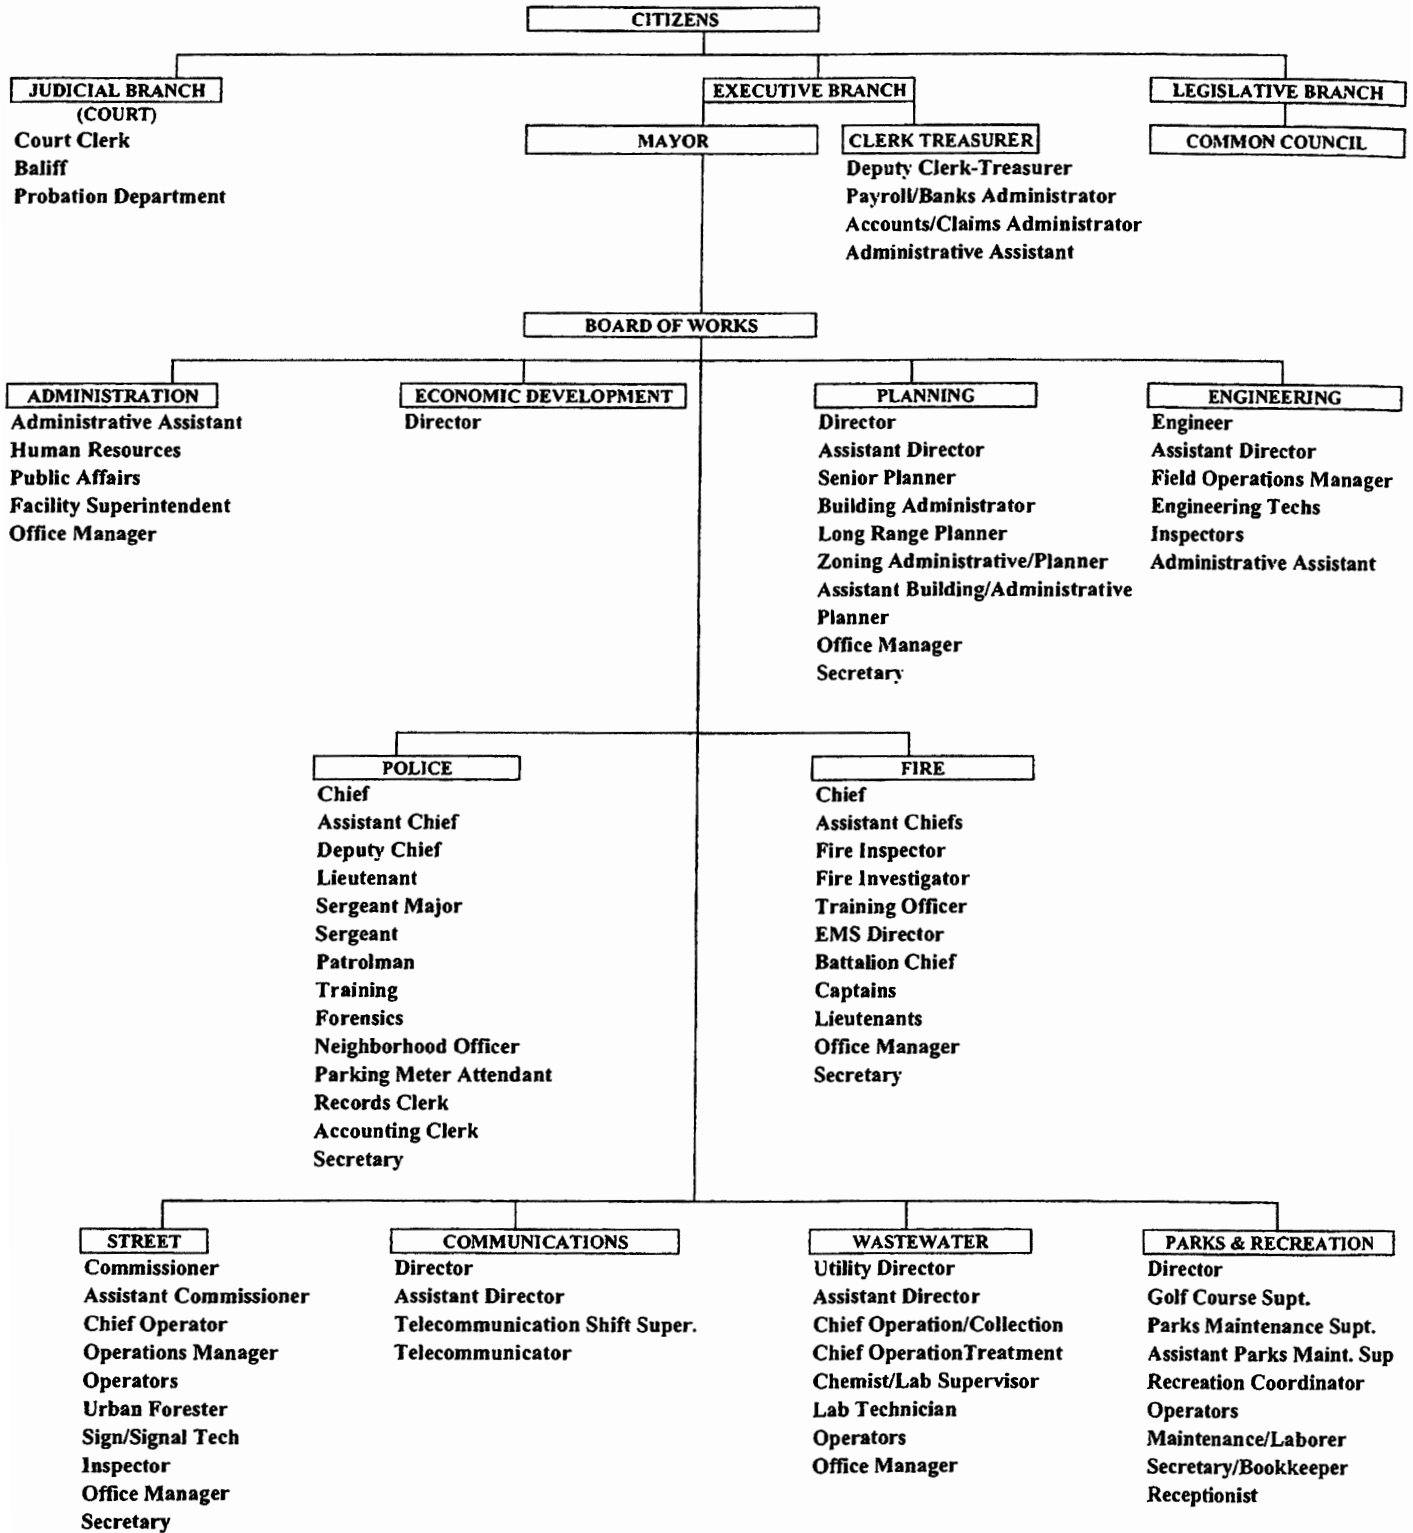 CITIZENS
JUDICIAL BRANCH
(COURT)
Court Clerk
Baliff
Probation Department
EXECUTIVE BRANCH
MAYOR
CLERK TREASURER
Deputy Clerk-Treasurer
Payroll/Banks Administrator
Accounts/Claims Administrator
Administrative Assistant
LEGISLATIVE BRANCH
COMMON COUNCIL
BOARD OF WORKS
ADMINISTRATION
Administrative Assistant
Human Resources
Public Affairs
Facility Superintendent
Office Manager
ECONOMIC DEVELOPMENT
Director
PLANNING
Director
Assistant Director
Senior Planner
Building Administrator
Long Range Planner
Zoning Administrative/Planner
Assistant Building/Administrative
Planner
Office Manager
Secretary
ENGINEERING
Engineer
Assistant Director
Field Operations Manager
Engineering Techs
Inspectors
Administrative Assistant
POLICE
Chief
Assistant Chief
Deputy Chief
Lieutenant
Sergeant Major
Sergeant
Patrolman
Training
Forensics
Neighborhood Officer
Parking Meter Attendant
Records Clerk
Accounting Clerk
Secretary
FIRE
Chief
Assistant Chiefs
Fire Inspector
Fire Investigator
Training Officer
EMS Director
Battalion Chief
Captains
Lieutenants
Office Manager
Secretary
STREET
Commissioner
Assistant Commissioner
Chief Operator
Operations Manager
Operators
Urban Forester
Sign/Signal Tech
Inspector
Office Manager
Secretary
COMMUNICATIONS
Director
Assistant Director
Telecommunication Shift Super.
Telecommunicator
WASTEWATER
Utility Director
Assistant Director
Chief Operation/Collection
Chief OperationTreatment
Chemist/Lab Supervisor
Lab Technician
Operators
Office Manager
PARKS & RECREATION
Director
Golf Course Supt.
Parks Maintenance Supt.
Assistant Parks Maint. Sup
Recreation Coordinator
Operators
Maintenance/Laborer
Secretary/Bookkeeper
Receptionist